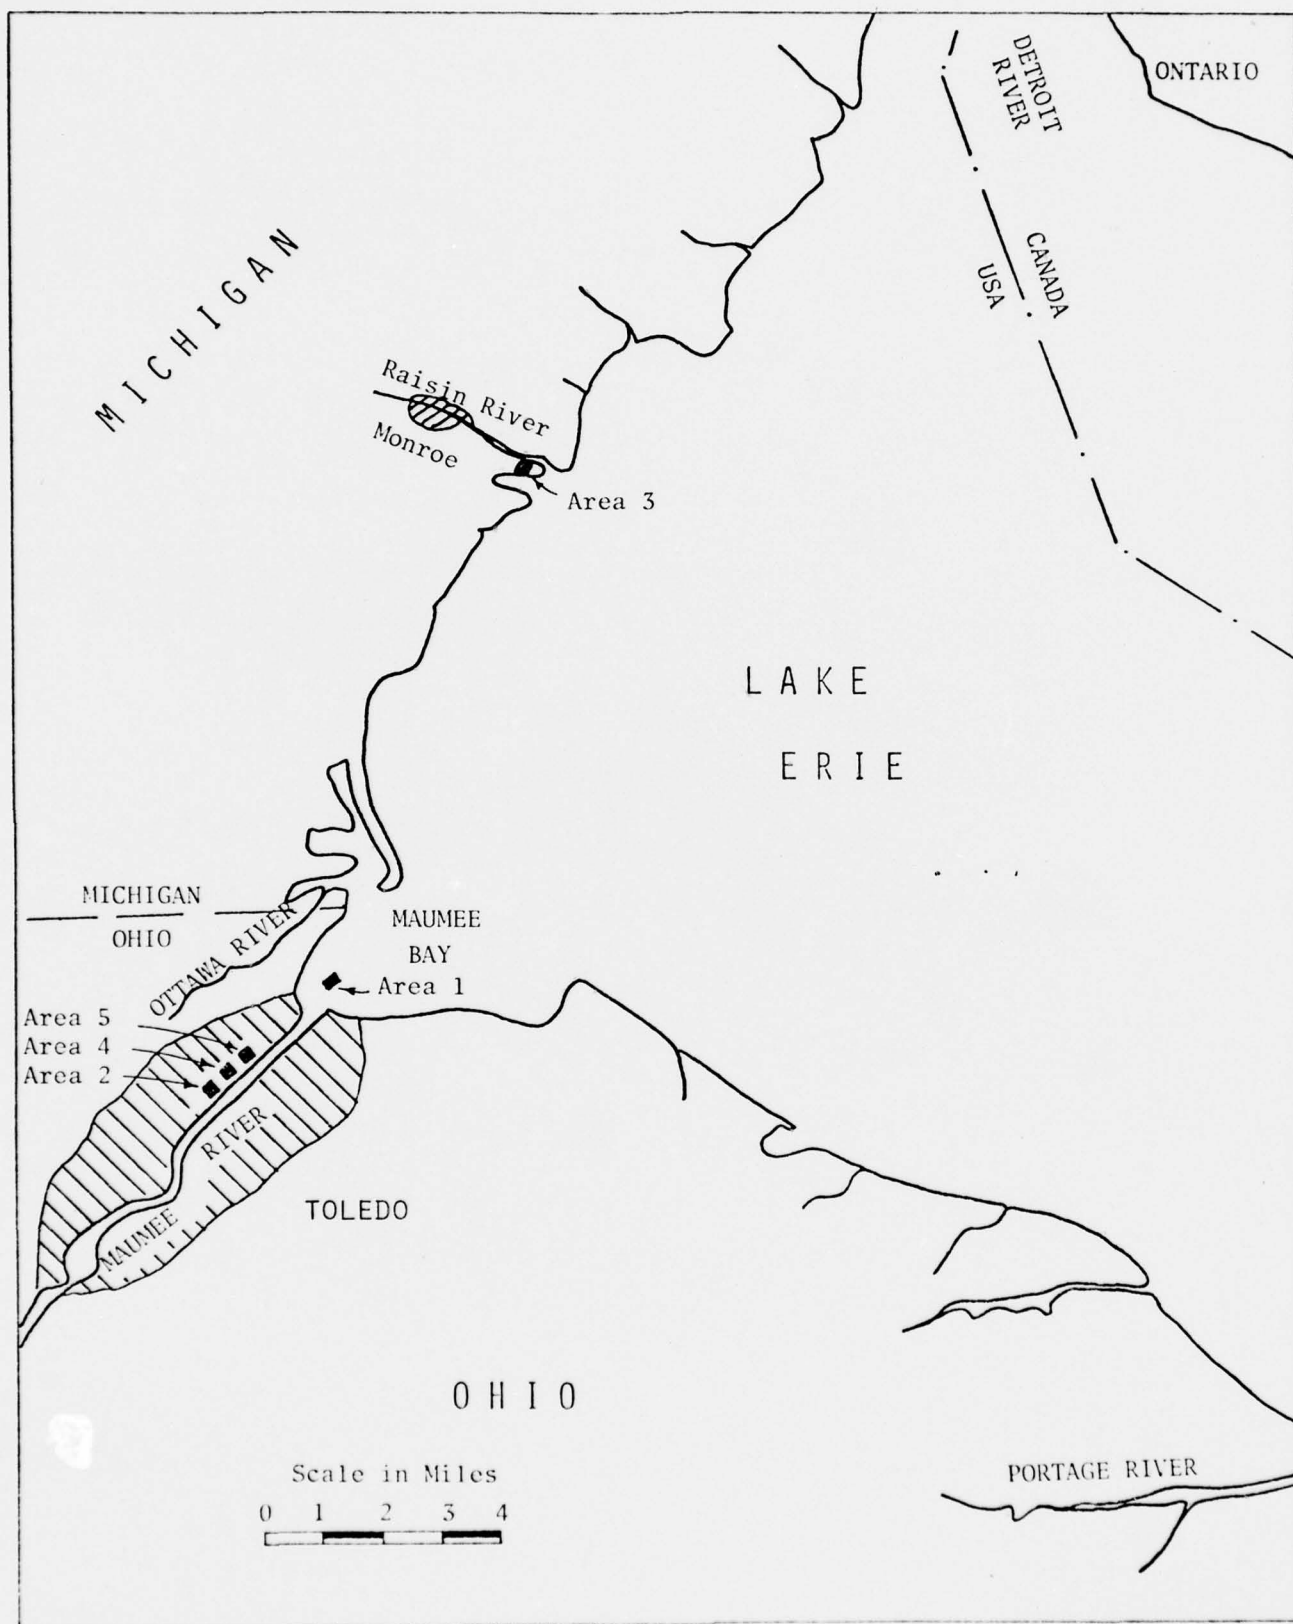 DETROIT
RIVER
ONTARIO
CANADA
USA
MICHIGAN
Raisin River
Monroe
Area 3
LAKE
ERIE
MICHIGAN
OHIO
OTTAWA RIVER
MAUMEE
BAY
Area 1
Area 5
Area 4
Area 2
MAUMEE RIVER
TOLEDO
OHIO
Scale in Miles
0 1 2 3 4
PORTAGE RIVER